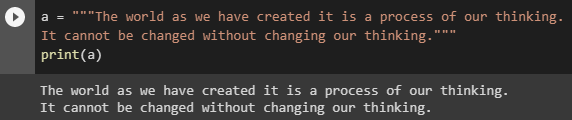 a = """The world as we have created it is a process of our thinking.
It cannot be changed without changing our thinking."""
print(a)
The world as we have created it is a process of our thinking.
It cannot be changed without changing our thinking.